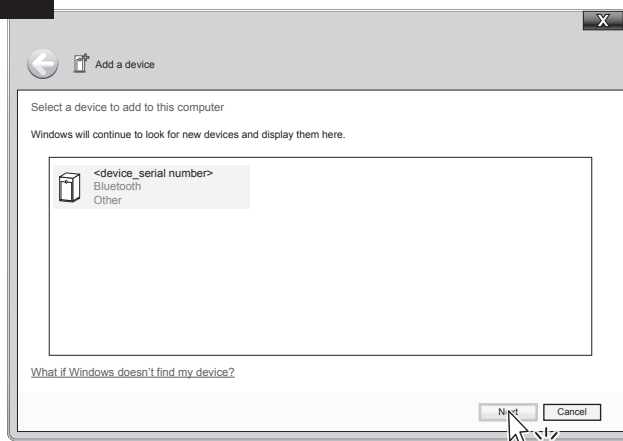 X
Add a device
Select a device to add to this computer
Windows will continue to look for new devices and display them here.
<device_serial number>
Bluetooth
Other
What if Windows doesn't find my device?
Next Cancel